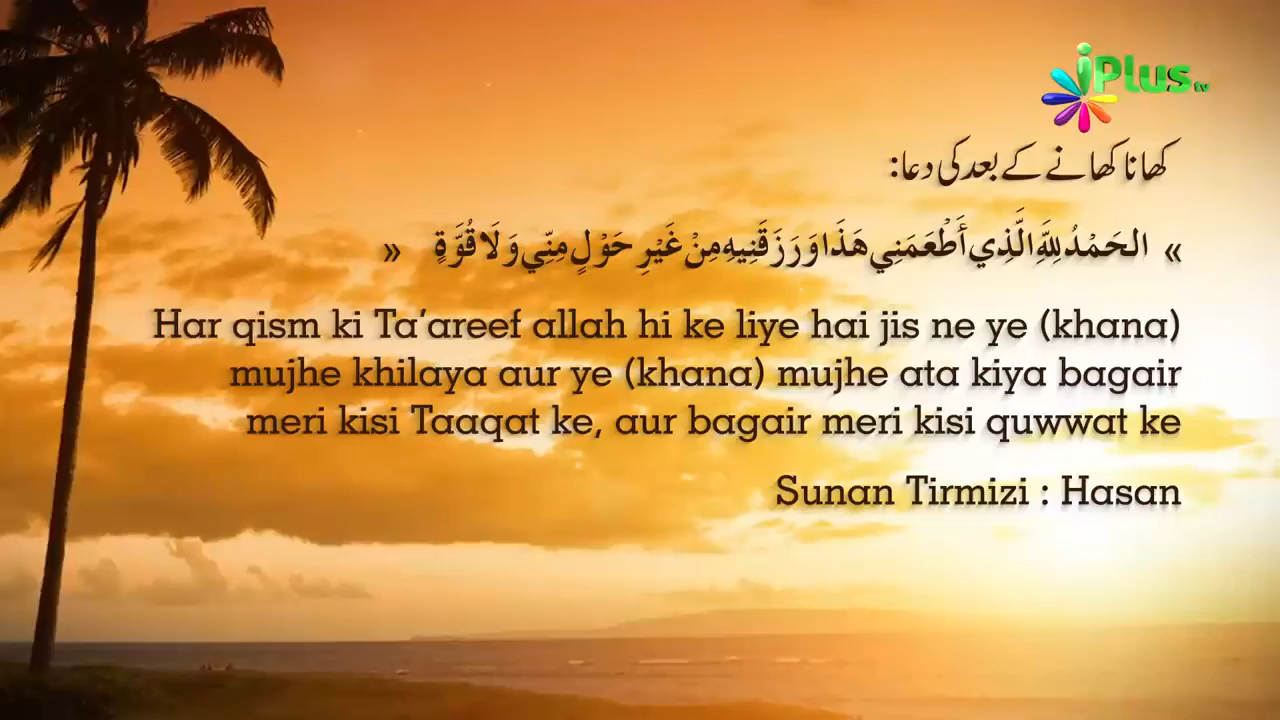 iPlus tv
کھانا کھانے کے بعد کی دعا:
» الحَمْدُ لِلَّهِ الَّذِي أَطْعَمَنِي هَذَا وَرَزَقَنِيهِ مِنْ غَيْرِ حَوْلٍ مِنِّي وَلَا قُوَّةٍ «
Har qism ki Ta’areef allah hi ke liye hai jis ne ye (khana)
mujhe khilaya aur ye (khana) mujhe ata kiya bagair
meri kisi Taaqat ke, aur bagair meri kisi quwwat ke
Sunan Tirmizi : Hasan